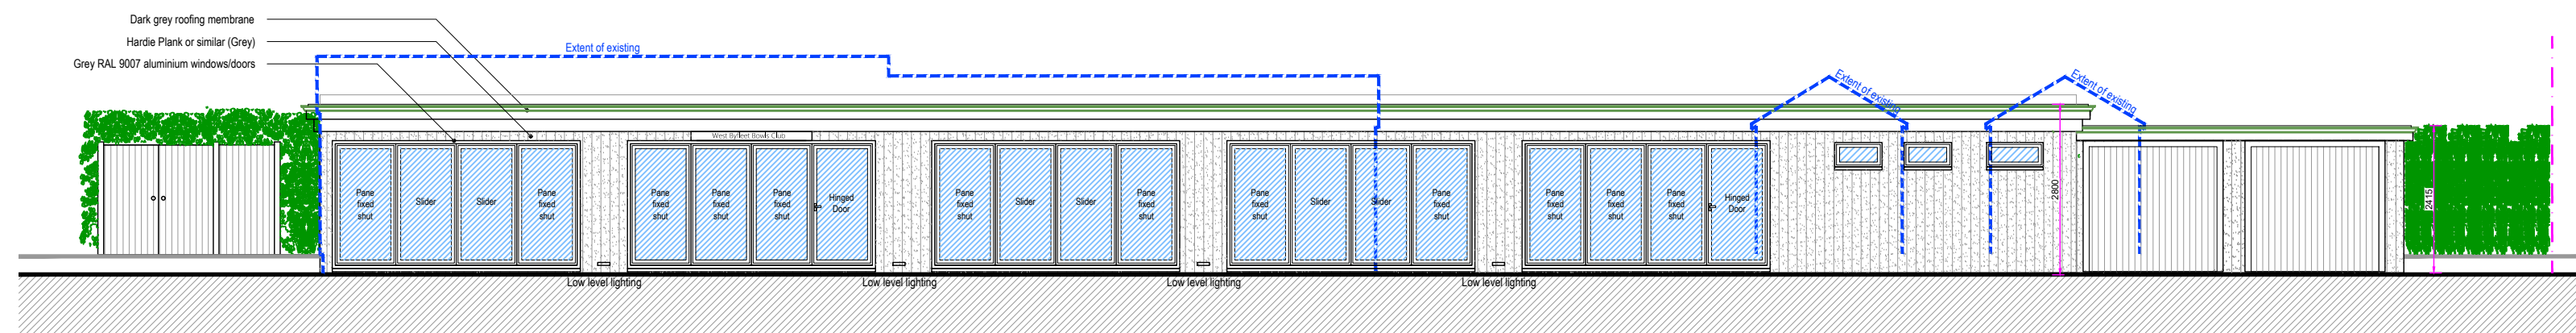 Dark grey roofing membrane
Hardie Plank or similar (Grey)
Grey RAL 9007 aluminium windows/doors
Extent of existing
Extent of existing
Extent of existing
West Byfleet Bowls Club
Pane fixed shut
Slider
Slider
Pane fixed shut
Pane fixed shut
Pane fixed shut
Pane fixed shut
Hinged Door
Pane fixed shut
Slider
Slider
Pane fixed shut
Pane fixed shut
Slider
Slider
Pane fixed shut
Pane fixed shut
Pane fixed shut
Pane fixed shut
Hinged Door
2800
2415
Low level lighting
Low level lighting
Low level lighting
Low level lighting